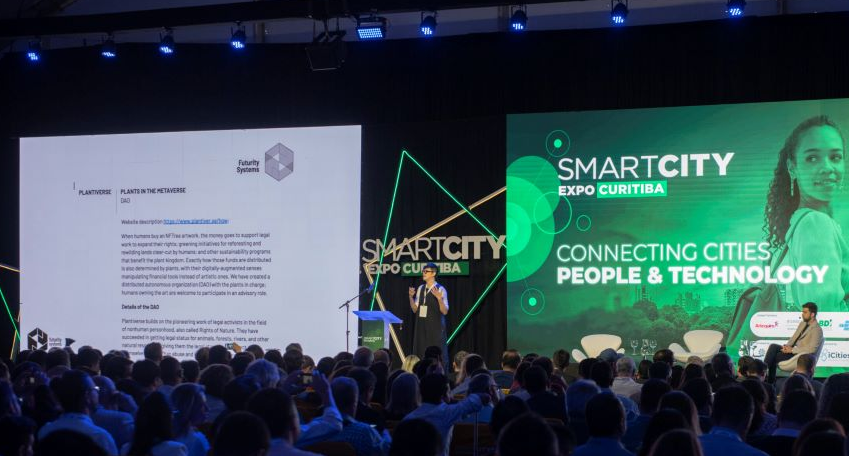 Futurity
Systems
PLANTIVERSE
PLANTS IN THE METAVERSE
DAO
Website description
When humans buy an NFTree artwork, the money goes to support legal
work to expand their rights; greening initiatives for reforesting and
rewilding lands clear-cut by humans; and other sustainability programs
that benefit the plant kingdom. Exactly how those funds are distributed
is also determined by plants, with their digitally-augmented senses
manipulating financial tools instead of artistic ones. We have created a
distributed autonomous organization (DAO) with the plants in charge;
humans owning the art are welcome to participate in an advisory role.
Details of the DAO
Plantiverse builds on the pioneering work of legal activists in the field
of nonhuman personhood, also called Rights of Nature. They have
succeeded in getting legal status for animals, forests, rivers, and other
natural
SMARTCITY
EXPO CURITIBA
SMARTCITY
EXPO CURITIBA
CONNECTING CITIES
PEOPLE & TECHNOLOGY
iCities